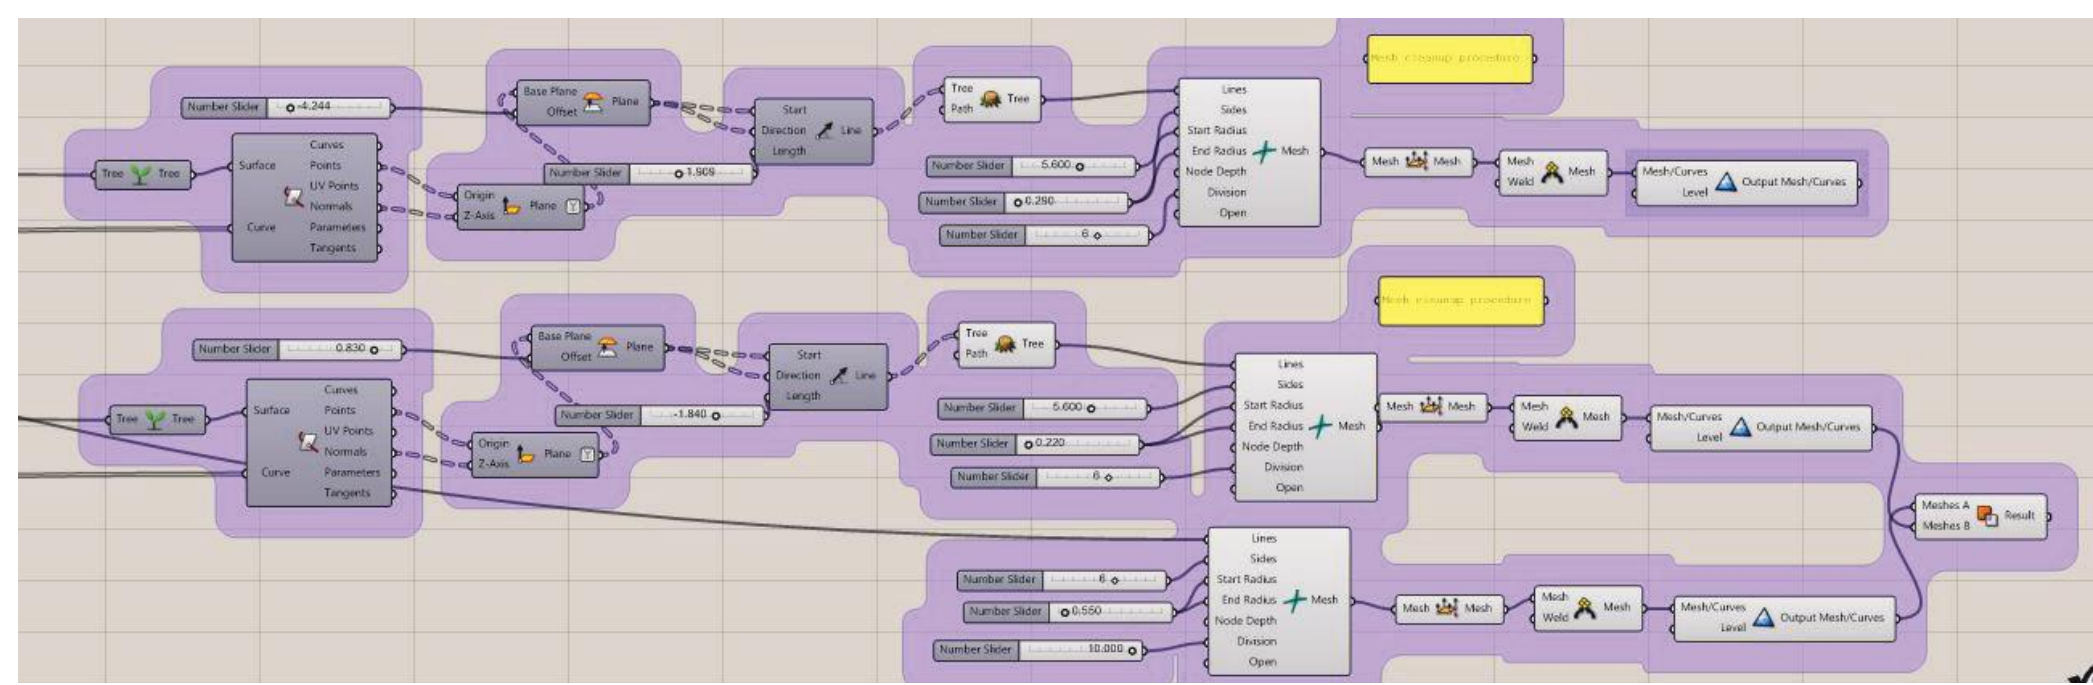 Mesh cleanup procedure
Number Slider -4.244
Base Plane
Offset
Plane
Start
Direction
Length
Line
Tree
Path
Tree
Lines
Sides
Start Radius
End Radius
Node Depth
Division
Open
Mesh
Tree Tree
Surface
Curve
Curves
Points
UV Points
Normals
Parameters
Tangents
Number Slider 1.909
Origin
Z-Axis
Plane
Number Slider 5.600
Number Slider 0.290
Number Slider 6
Mesh Mesh
Mesh
Weld
Mesh
Mesh/Curves
Level
Output Mesh/Curves
Mesh cleanup procedure
Number Slider 0.830
Base Plane
Offset
Plane
Start
Direction
Length
Line
Tree
Path
Tree
Lines
Sides
Start Radius
End Radius
Node Depth
Division
Open
Mesh
Tree Tree
Surface
Curve
Curves
Points
UV Points
Normals
Parameters
Tangents
Number Slider -1.840
Origin
Z-Axis
Plane
Number Slider 5.600
Number Slider 0.220
Number Slider 6
Mesh Mesh
Mesh
Weld
Mesh
Mesh/Curves
Level
Output Mesh/Curves
Meshes A
Meshes B
Result
Lines
Sides
Start Radius
End Radius
Node Depth
Division
Open
Mesh
Number Slider 6
Number Slider 0.550
Number Slider 10.000
Mesh Mesh
Mesh
Weld
Mesh
Mesh/Curves
Level
Output Mesh/Curves